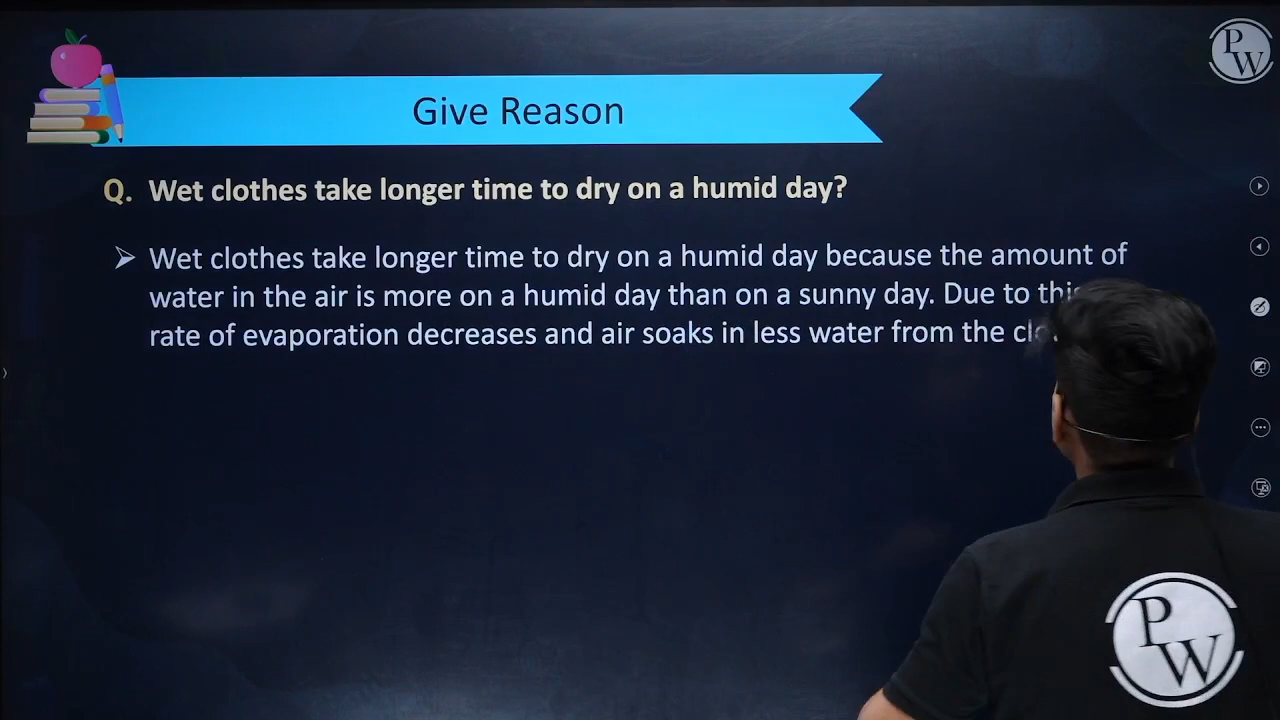 Give Reason
Q. Wet clothes take longer time to dry on a humid day?
➢ Wet clothes take longer time to dry on a humid day because the amount of
water in the air is more on a humid day than on a sunny day. Due to this
rate of evaporation decreases and air soaks in less water from the
PW
PW